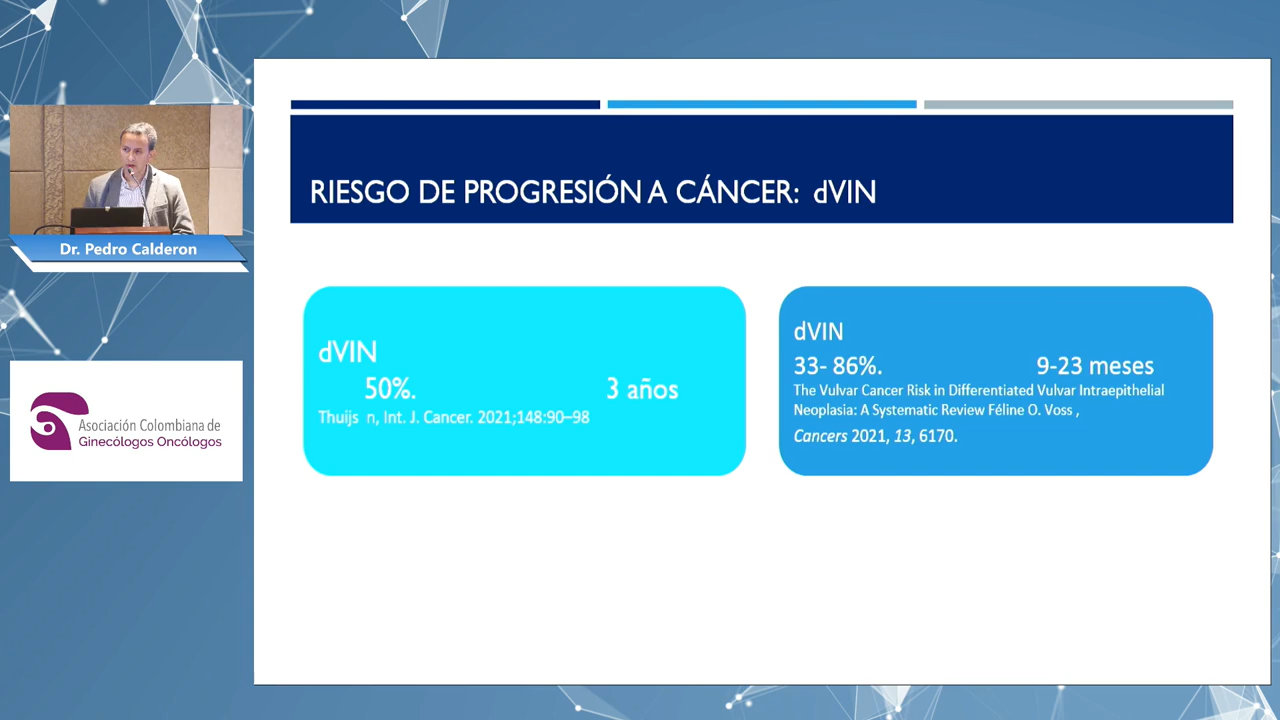 Dr. Pedro Calderon
Asociación Colombiana de
Ginecólogos Oncólogos
RIESGO DE PROGRESIÓN A CÁNCER: dVIN
dVIN
50%. 3 años
Thuijs n, Int. J. Cancer. 2021;148:90–98
dVIN
33- 86%. 9-23 meses
The Vulvar Cancer Risk in Differentiated Vulvar Intraepithelial
Neoplasia: A Systematic Review Féline O. Voss ,
Cancers 2021, 13, 6170.